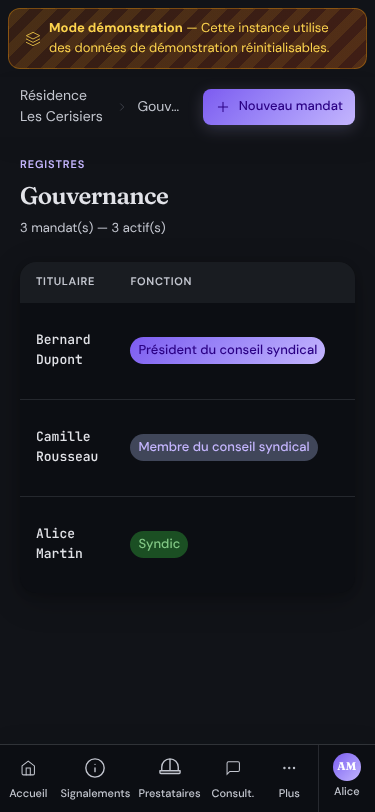 Mode démonstration — Cette instance utilise
des données de démonstration réinitialisables.
Résidence
Les Cerisiers
Gouv...
Nouveau mandat
REGISTRES
Gouvernance
3 mandat(s) — 3 actif(s)
TITULAIRE FONCTION
Bernard
Dupont
Président du conseil syndical
Camille
Rousseau
Membre du conseil syndical
Alice
Martin
Syndic
AM
Accueil Signalements Prestataires Consult. Plus Alice